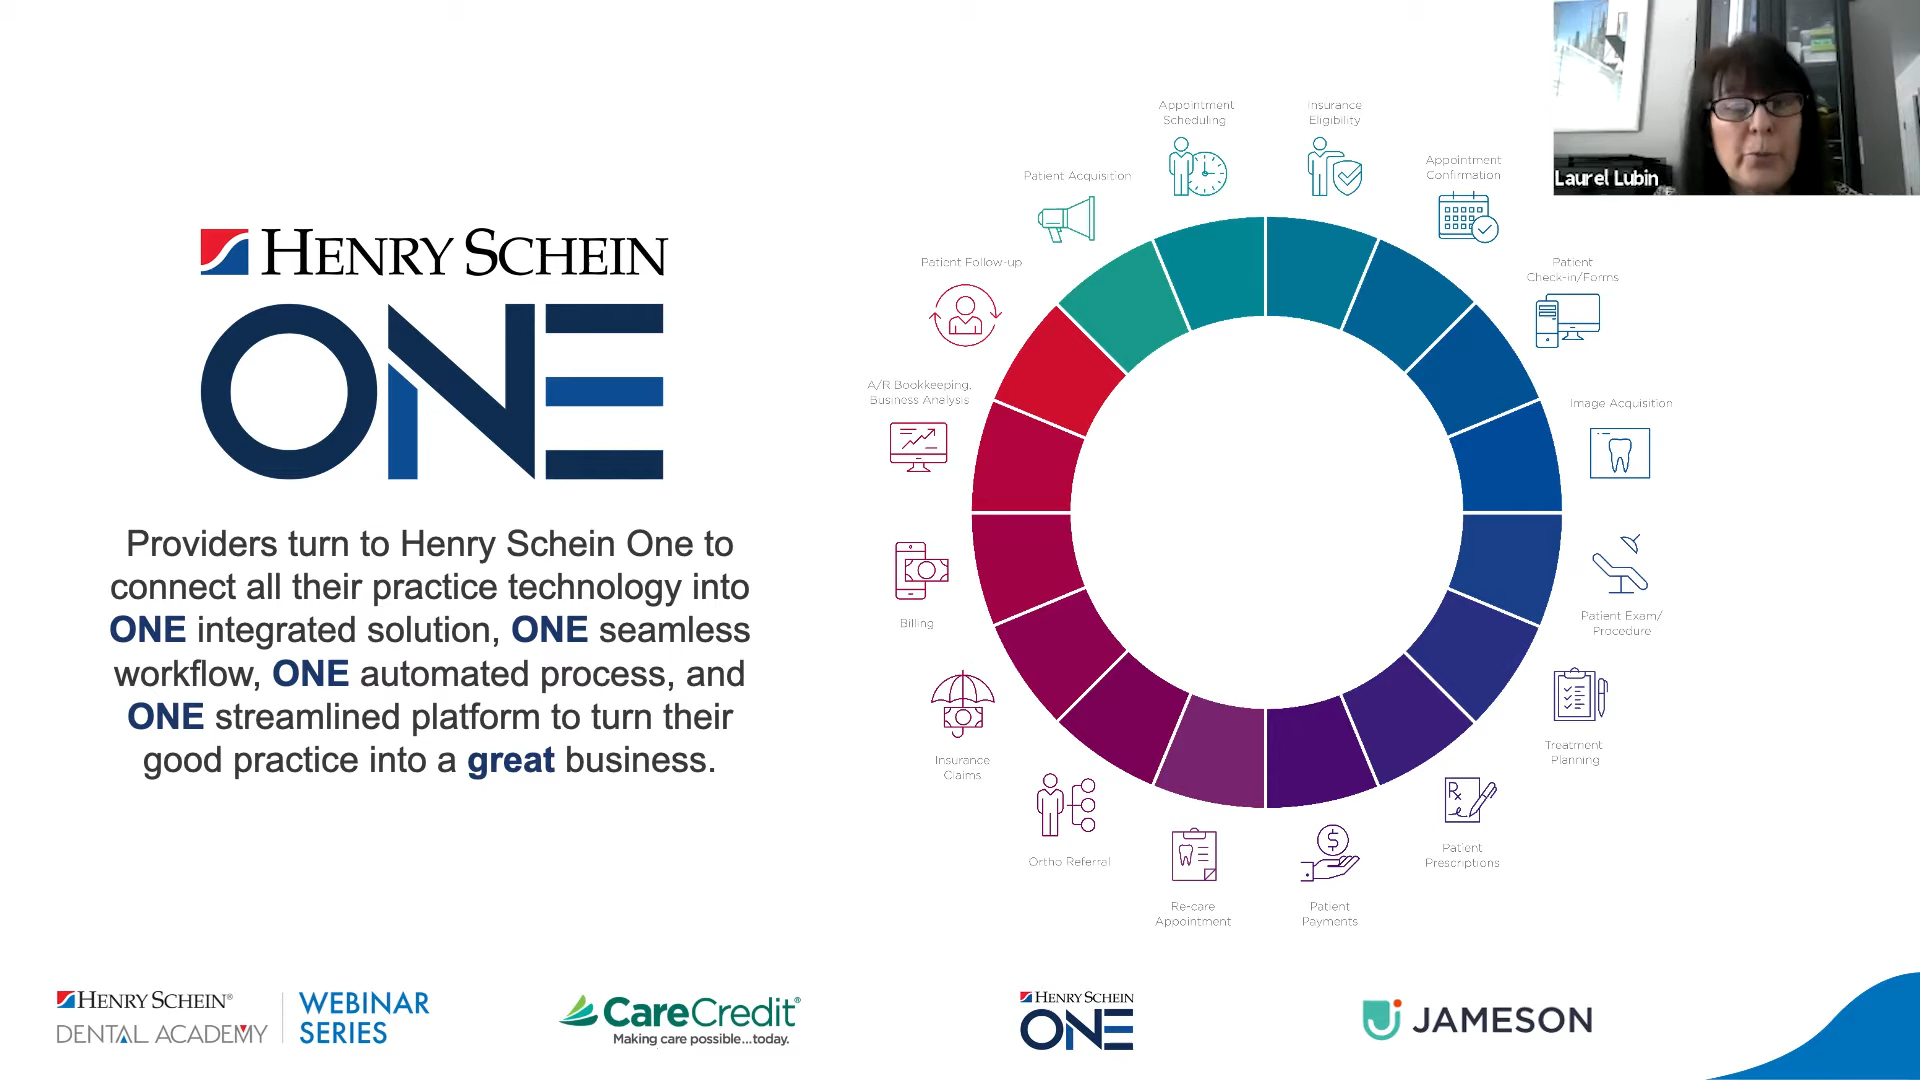 Laurel Lubin
HENRY SCHEIN
ONE
Providers turn to Henry Schein One to
connect all their practice technology into
ONE integrated solution, ONE seamless
workflow, ONE automated process, and
ONE streamlined platform to turn their
good practice into a great business.
Appointment
Scheduling
Insurance
Eligibility
Appointment
Confirmation
Patient
Check-in/Forms
Image Acquisition
Patient Exam/
Procedure
Treatment
Planning
Rx
Patient
Prescriptions
$
Patient
Payments
Re-care
Appointment
Ortho Referral
Insurance
Claims
Billing
A/R Bookkeeping,
Business Analysis
Patient Follow-up
Patient Acquisition
HENRY SCHEIN®
DENTAL ACADEMY
WEBINAR
SERIES
CareCredit®
Making care possible...today.
HENRY SCHEIN
ONE
JAMESON